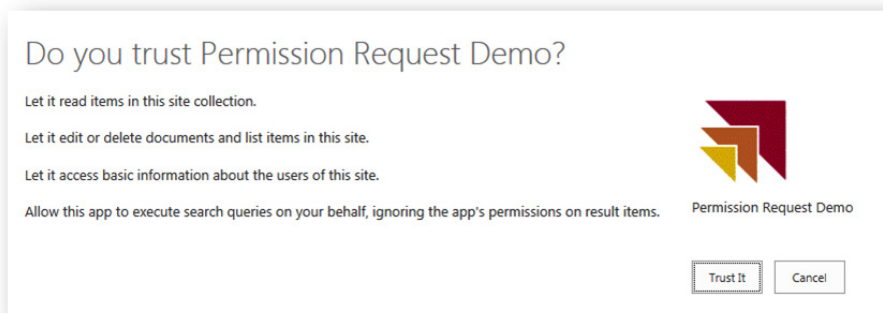 Do you trust Permission Request Demo?
Let it read items in this site collection.
Let it edit or delete documents and list items in this site.
Let it access basic information about the users of this site.
Allow this app to execute search queries on your behalf, ignoring the app's permissions on result items.
Permission Request Demo
Trust It
Cancel